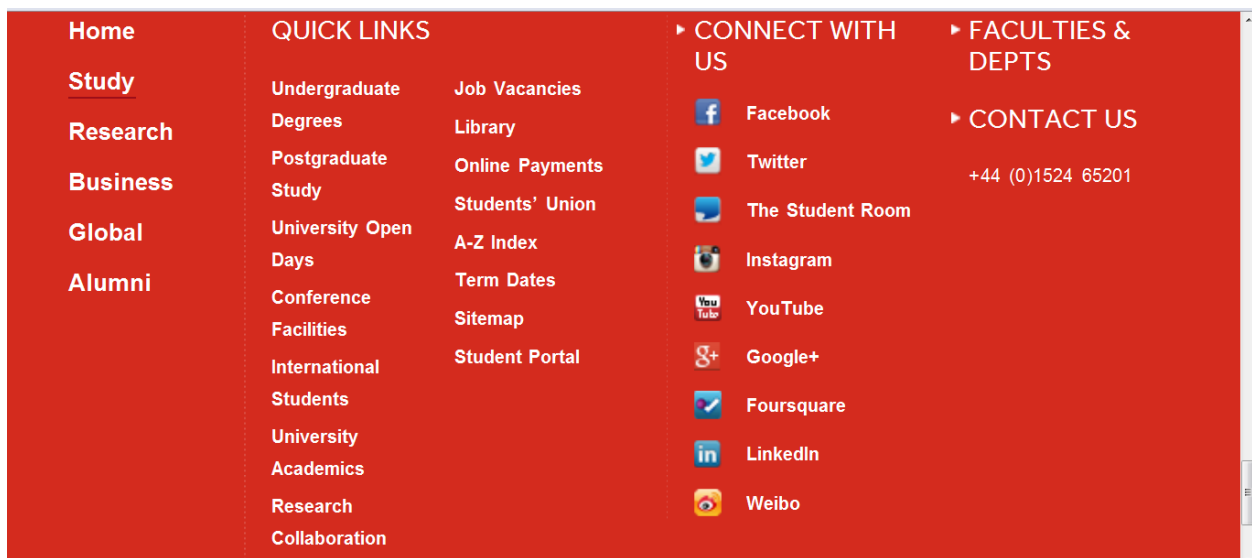 Home
Study
Research
Business
Global
Alumni
QUICK LINKS
Undergraduate
Degrees
Postgraduate
Study
University Open
Days
Conference
Facilities
International
Students
University
Academics
Research
Collaboration
Job Vacancies
Library
Online Payments
Students’ Union
A-Z Index
Term Dates
Sitemap
Student Portal
CONNECT WITH
US
Facebook
Twitter
The Student Room
Instagram
You
Tube
YouTube
Google+
Foursquare
LinkedIn
Weibo
FACULTIES &
DEPTS
CONTACT US
+44 (0)1524 65201